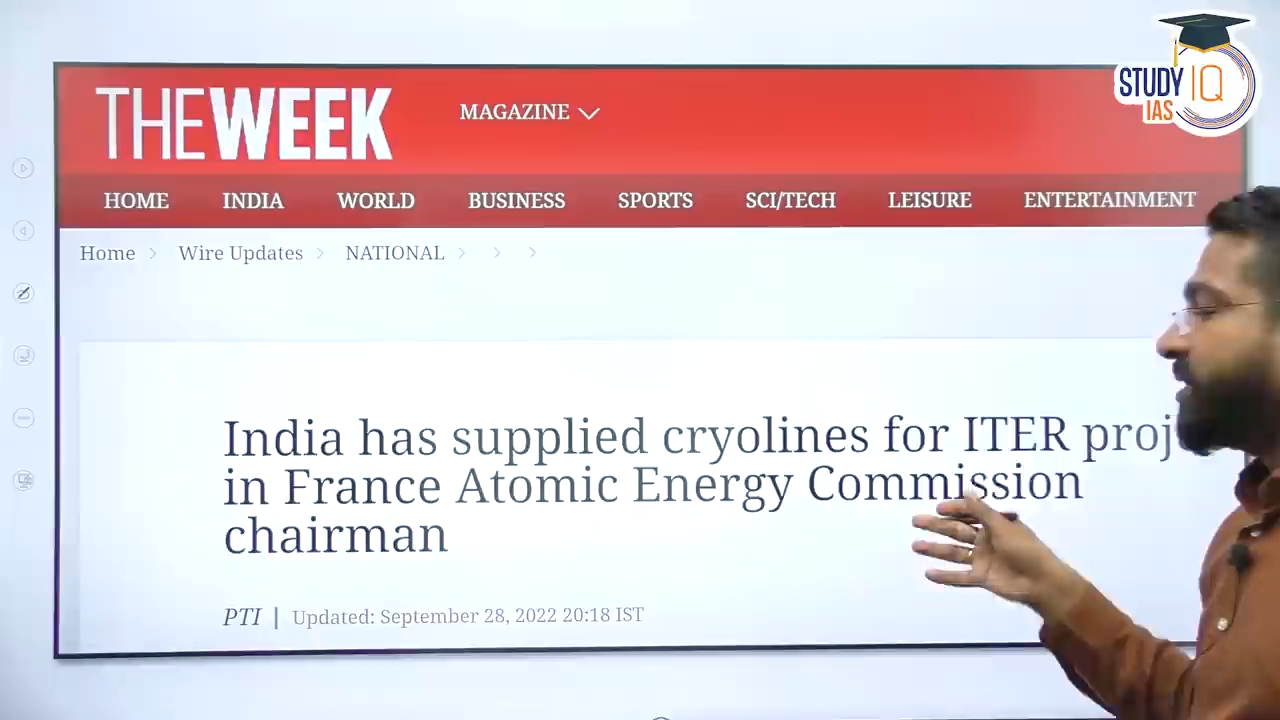 STUDY IQ
IAS
THEWEEK
MAGAZINE
HOME INDIA WORLD BUSINESS SPORTS SCI/TECH LEISURE ENTERTAINMENT
Home Wire Updates NATIONAL
India has supplied cryolines for ITER proj
in France Atomic Energy Commission
chairman
PTI | Updated: September 28, 2022 20:18 IST